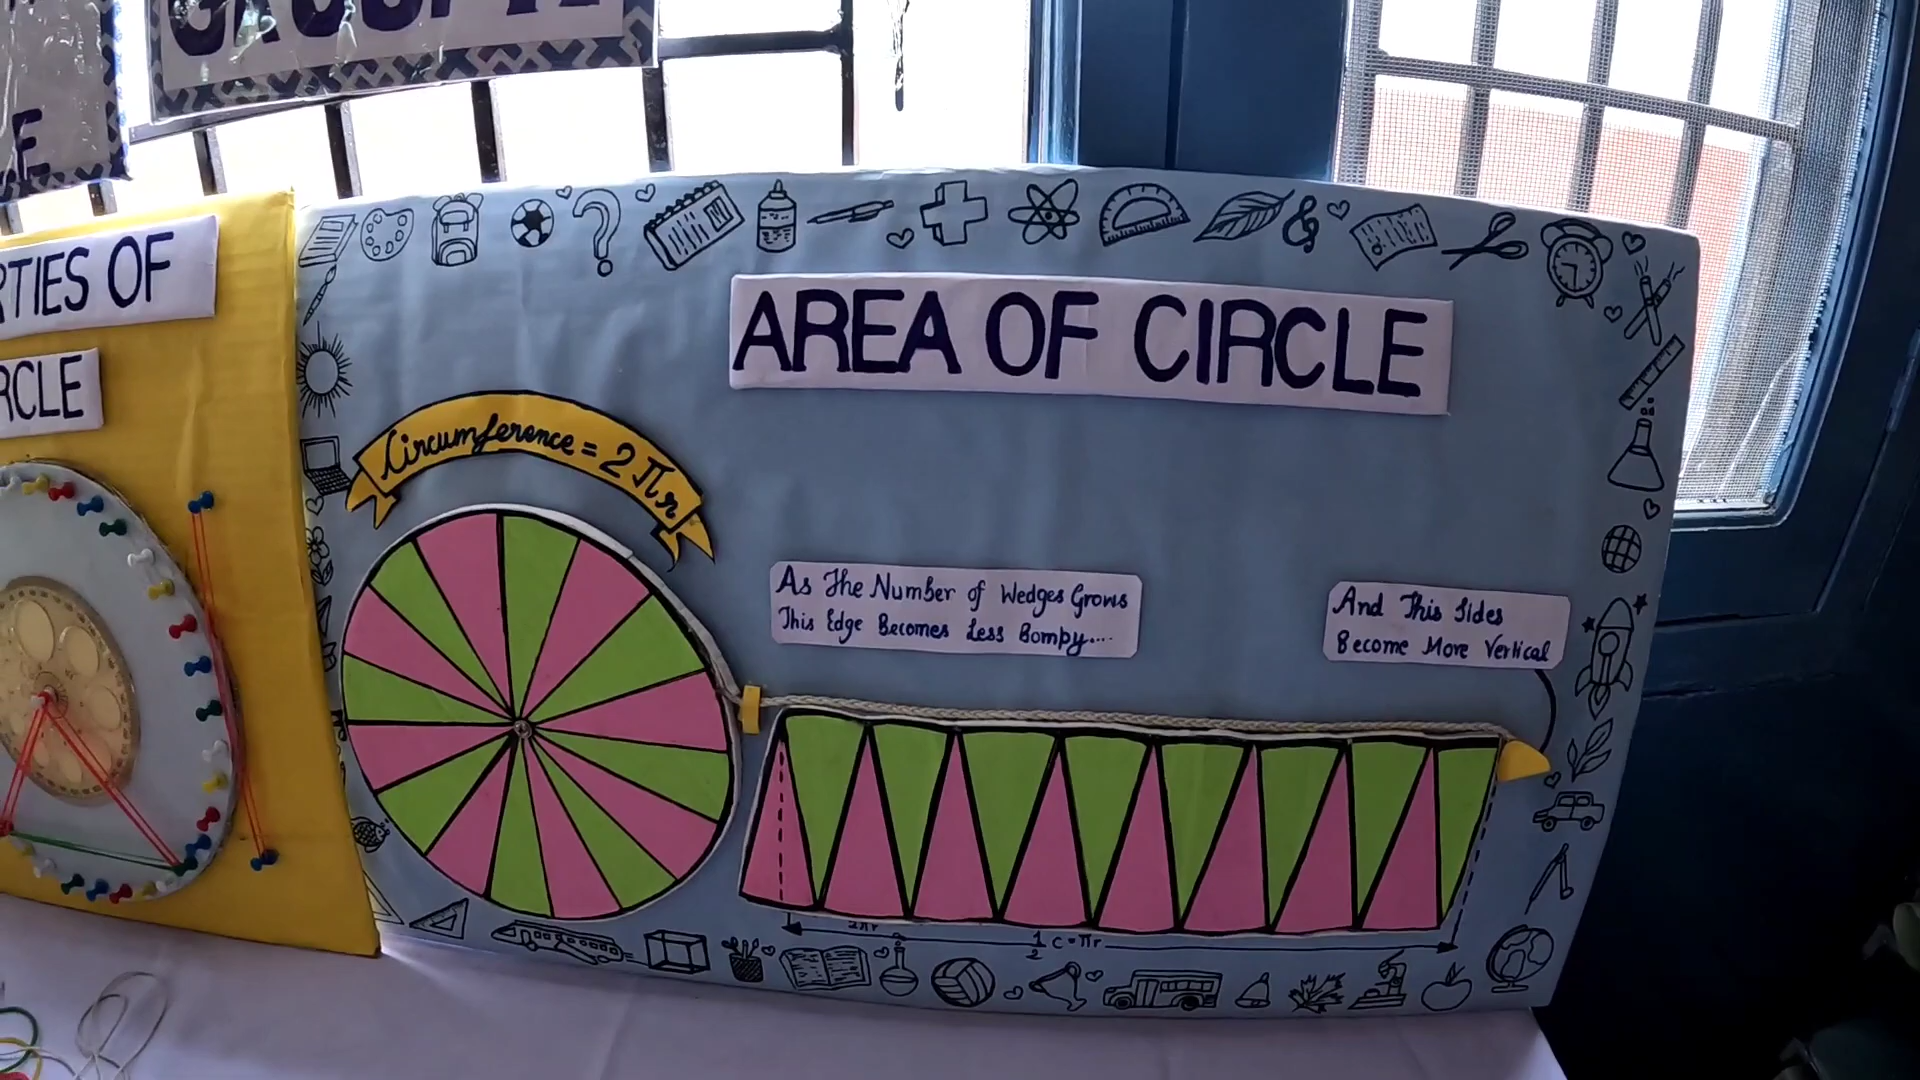 RTIES OF
RCLE
AREA OF CIRCLE
Circumference = 2πr
As The Number of Wedges Grows
This Edge Becomes Less Bompy....
And This Sides
Become More Vertical
2πr
1/2 c = πr